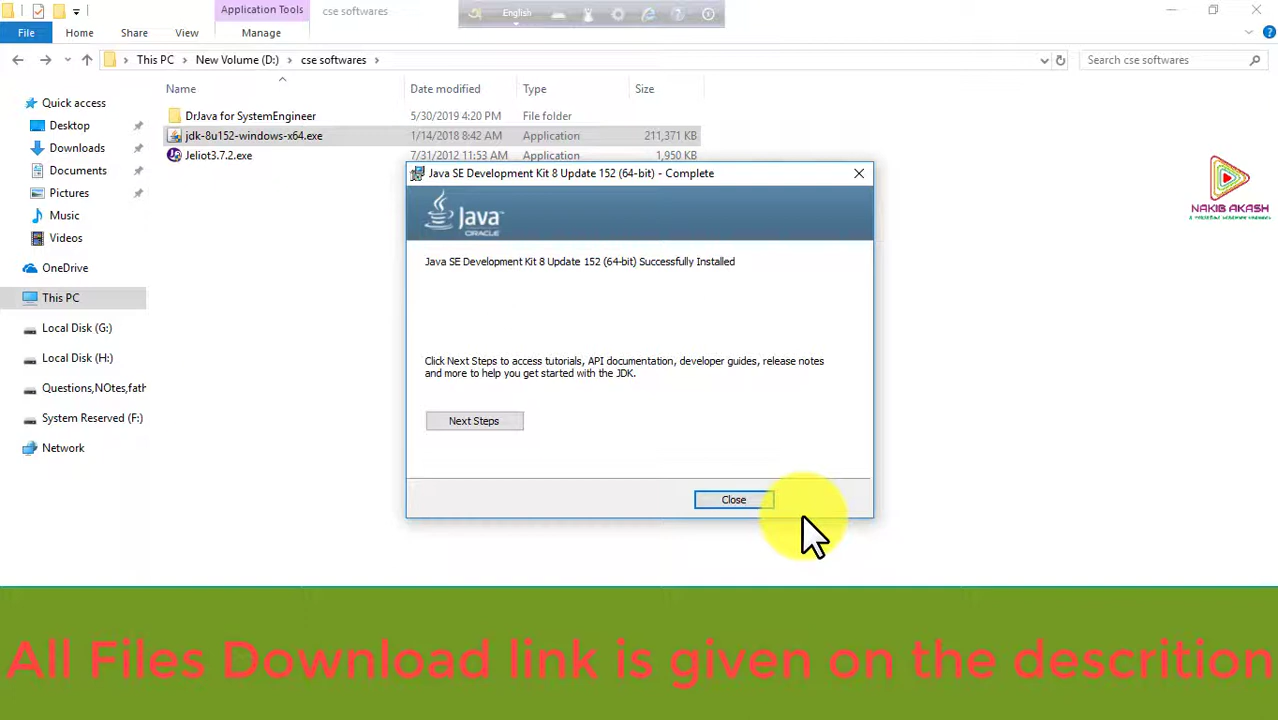 Application Tools
cse softwares
English
File
Home
Share
View
Manage
This PC
New Volume (D:)
cse softwares
Search cse softwares
Name
Date modified
Type
Size
Quick access
Desktop
Downloads
Documents
Pictures
Music
Videos
OneDrive
This PC
Local Disk (G:)
Local Disk (H:)
Questions,NOtes,fath
System Reserved (F:)
Network
DrJava for SystemEngineer
5/30/2019 4:20 PM
File folder
jdk-8u152-windows-x64.exe
1/14/2018 8:42 AM
Application
211,371 KB
Jeliot3.7.2.exe
7/31/2012 11:53 AM
Application
1,950 KB
Java SE Development Kit 8 Update 152 (64-bit) - Complete
Java
ORACLE
Java SE Development Kit 8 Update 152 (64-bit) Successfully Installed
Click Next Steps to access tutorials, API documentation, developer guides, release notes
and more to help you get started with the JDK.
Next Steps
Close
NAKIB AKASH
All Files Download link is given on the descrition